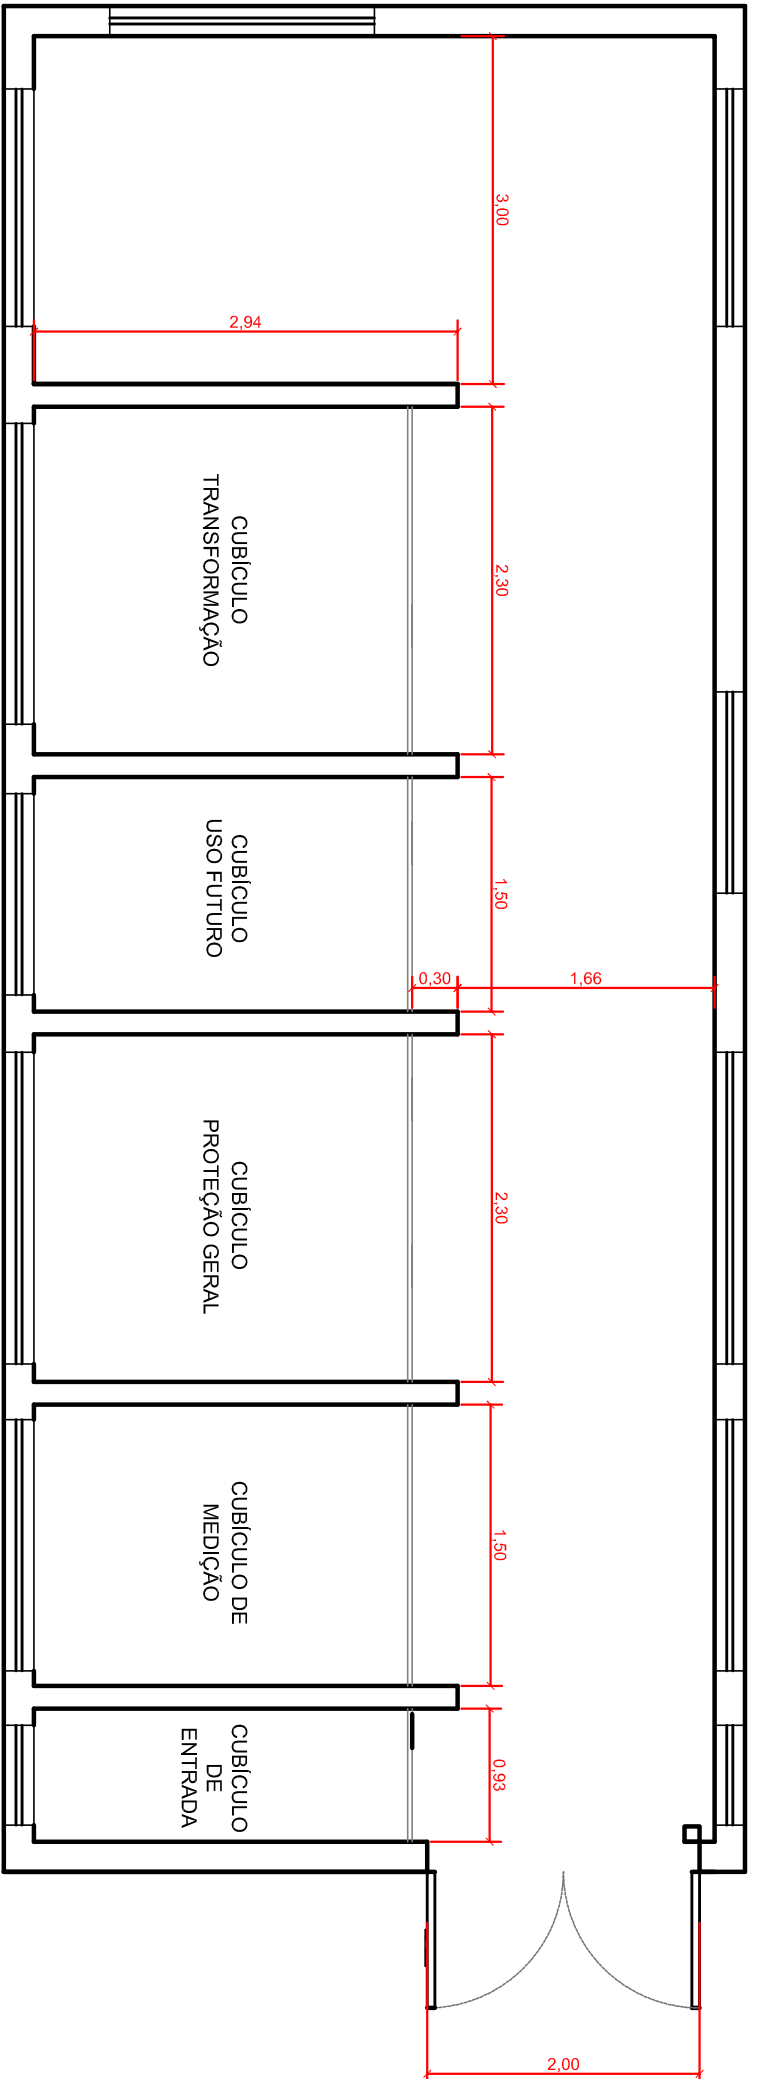 3,00
2,94
CUBÍCULO
TRANSFORMAÇÃO
2,30
CUBÍCULO
USO FUTURO
1,50
0,30
1,66
CUBÍCULO
PROTEÇÃO GERAL
2,30
CUBÍCULO DE
MEDIÇÃO
1,50
CUBÍCULO
DE
ENTRADA
0,93
2,00